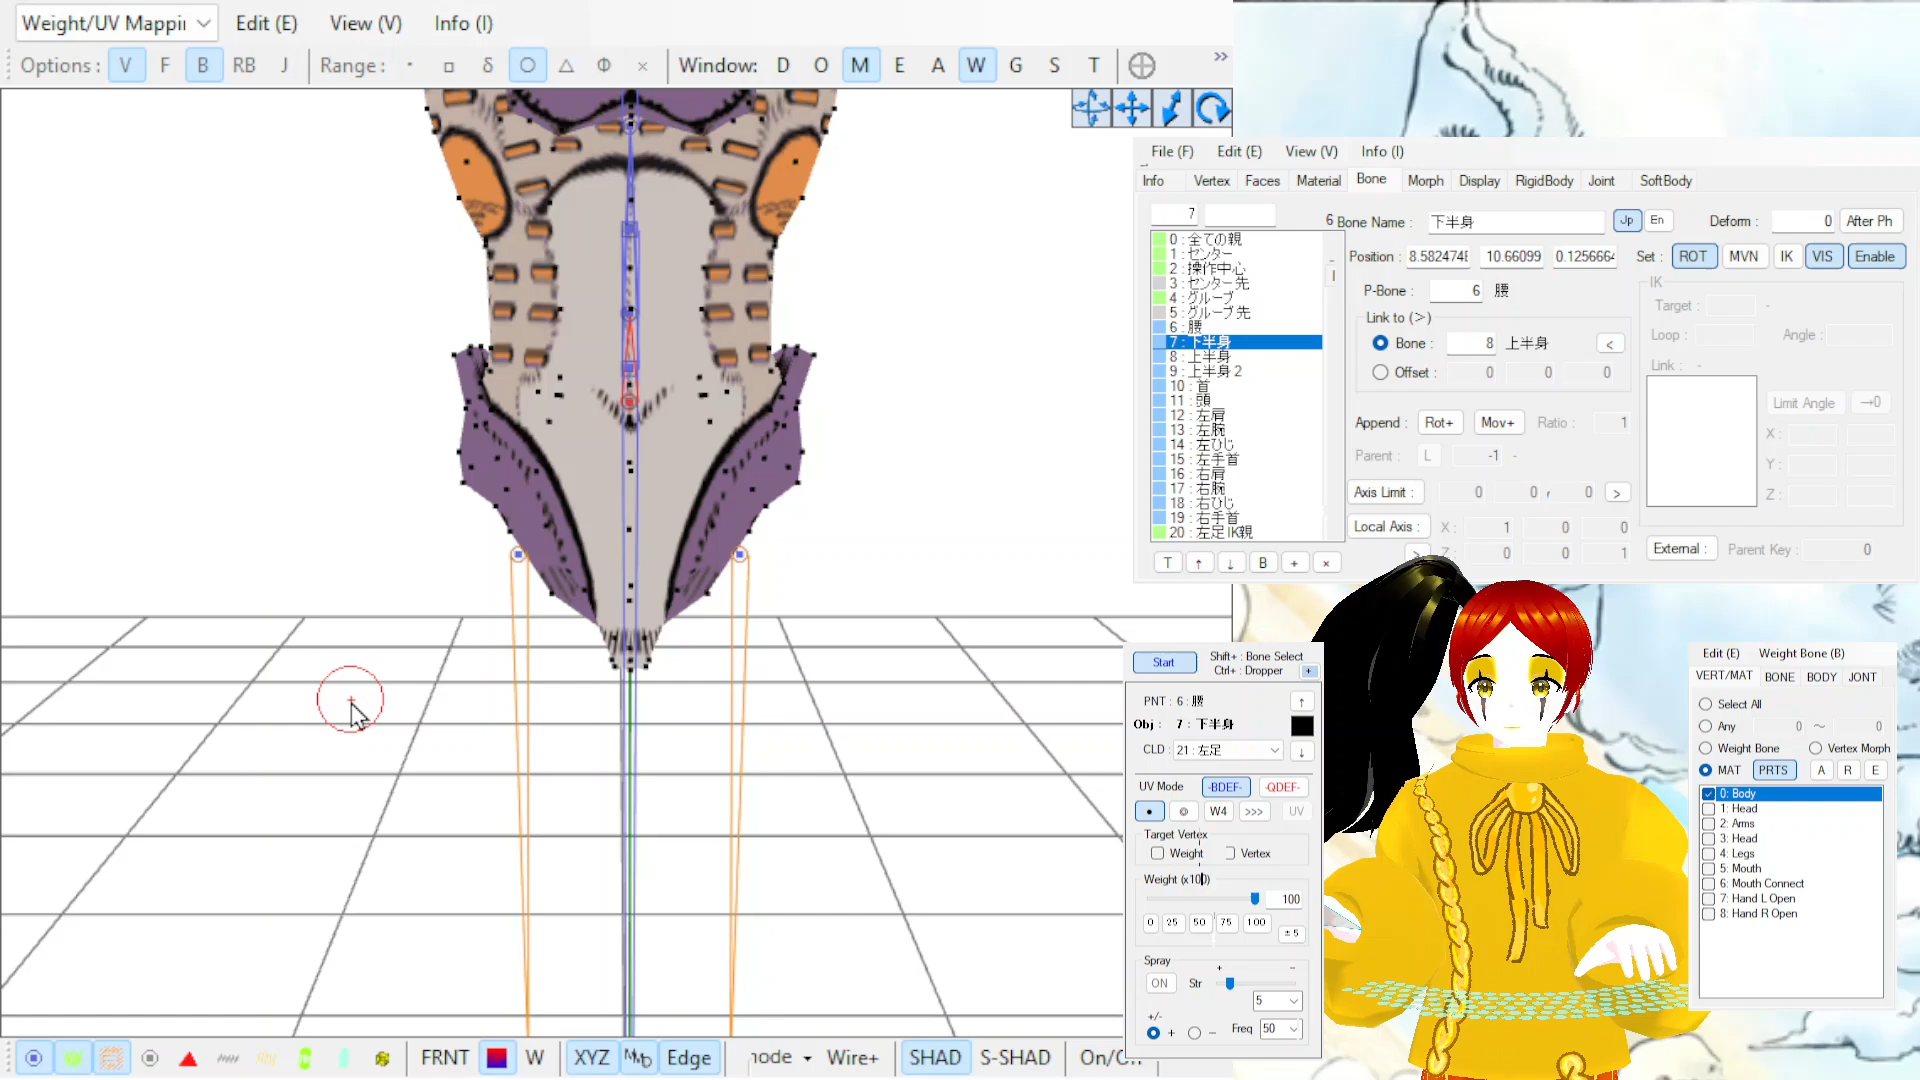 Weight/UV Mappi Edit (E) View (V) Info (I)
Options : V F B RB J Range : Window: D O M E A W G S T
File (F) Edit (E) View (V) Info (I)
Info Vertex Faces Material Bone Morph Display RigidBody Joint SoftBody
7
6 Bone Name : 下半身 Jp En Deform : 0 After Ph
0 : 全ての親
1 : センター
2 : 操作中心
3 : センター先
4 : グループ
5 : グループ先
6 : 腰
7 : 下半身
8 : 上半身
9 : 上半身2
10 : 首
11 : 頭
12 : 左肩
13 : 左腕
14 : 左ひじ
15 : 左手首
16 : 右肩
17 : 右腕
18 : 右ひじ
19 : 右手首
20 : 左足IK親
T ↑ ↓ B + ×
Position : 8.582474 10.66099 0.125666 Set : ROT MVN IK VIS Enable
P-Bone : 6 腰
Link to (>)
Bone : 8 上半身 <
Offset : 0 0 0
Append : Rot+ Mov+ Ratio : 1
Parent : L -1 -
Axis Limit : 0 0 0 >
Local Axis : X : 1 0 0
Z : 0 0 1
IK
Target : -
Loop : Angle :
Link : -
Limit Angle →0
X :
Y :
Z :
External : Parent Key : 0
Start Shift+ : Bone Select
Ctrl+ : Dropper +
PNT : 6 : 腰 ↑
Obj : 7 : 下半身
CLD : 21 : 左足 ↓
UV Mode -BDEF- -QDEF-
W4 >>> UV
Target Vertex
Weight Vertex
Weight (x100)
100
0 25 50 75 100 ± 5
Spray + −
ON Str
5
+/-
+ − Freq 50
Edit (E) Weight Bone (B)
VERT/MAT BONE BODY JONT
Select All
Any 0 ～ 0
Weight Bone Vertex Morph
MAT PRTS A R E
0: Body
1: Head
2: Arms
3: Head
4: Legs
5: Mouth
6: Mouth Connect
7: Hand L Open
8: Hand R Open
FRNT W XYZ Edge node Wire+ SHAD S-SHAD On/Of